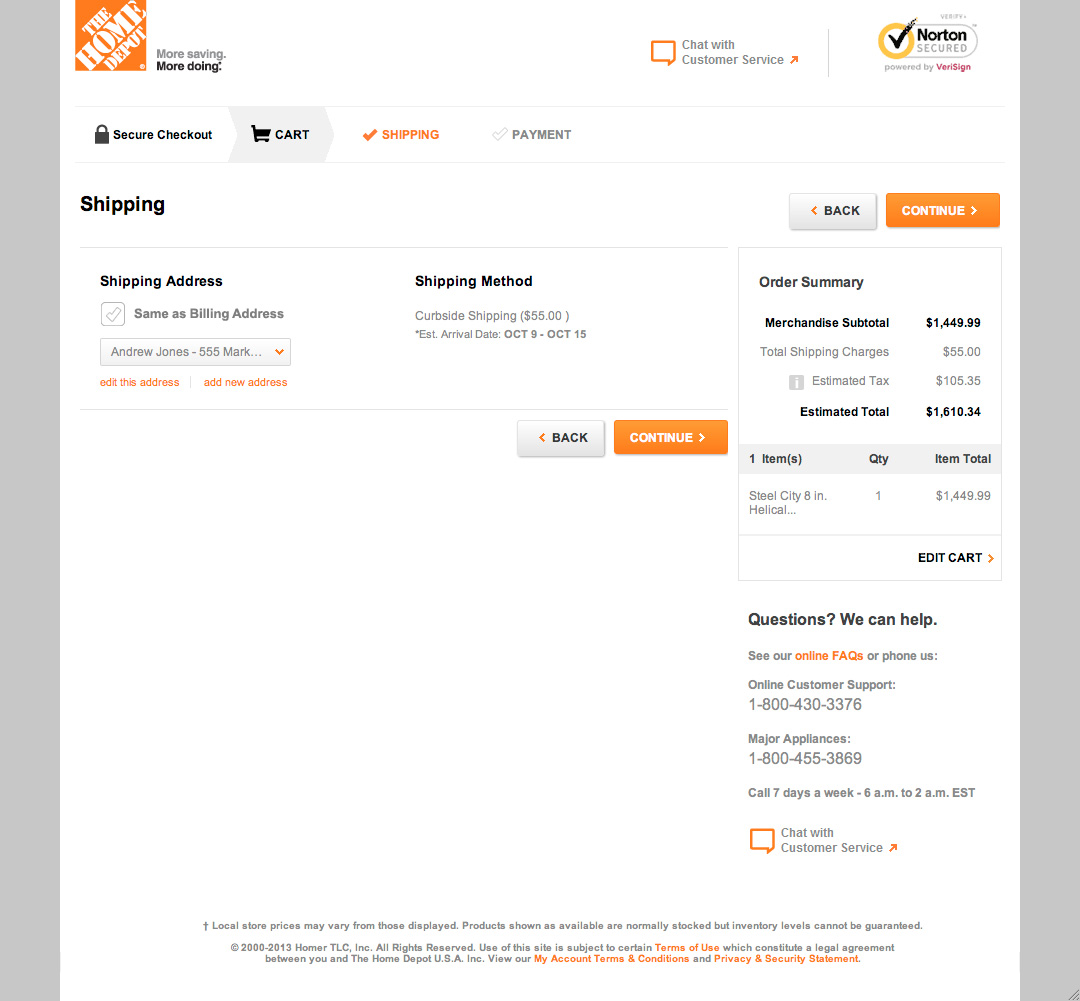 THE
HOME
DEPOT
More saving.
More doing.
Chat with
Customer Service
VERIFY
Norton
SECURED
powered by VeriSign
Secure Checkout
CART
SHIPPING
PAYMENT
Shipping
BACK
CONTINUE
Shipping Address
Same as Billing Address
Andrew Jones - 555 Mark...
edit this address
add new address
Shipping Method
Curbside Shipping ($55.00 )
*Est. Arrival Date: OCT 9 - OCT 15
BACK
CONTINUE
Order Summary
Merchandise Subtotal $1,449.99
Total Shipping Charges $55.00
i Estimated Tax $105.35
Estimated Total $1,610.34
1 Item(s) Qty Item Total
Steel City 8 in. 1 $1,449.99
Helical...
EDIT CART
Questions? We can help.
See our online FAQs or phone us:
Online Customer Support:
1-800-430-3376
Major Appliances:
1-800-455-3869
Call 7 days a week - 6 a.m. to 2 a.m. EST
Chat with
Customer Service
† Local store prices may vary from those displayed. Products shown as available are normally stocked but inventory levels cannot be guaranteed.
© 2000-2013 Homer TLC, Inc. All Rights Reserved. Use of this site is subject to certain Terms of Use which constitute a legal agreement
between you and The Home Depot U.S.A. Inc. View our My Account Terms & Conditions and Privacy & Security Statement.